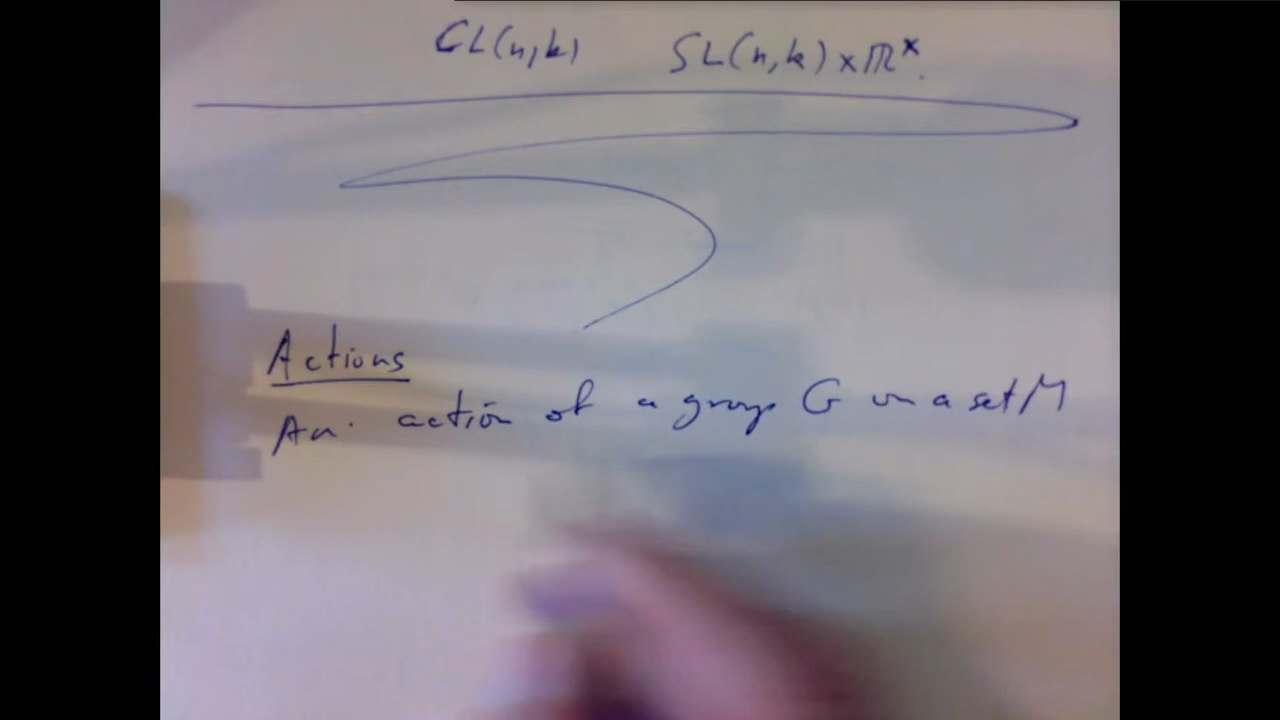 GL(n,k) SL(n,k) × ℝ^×.
Actions
An action of a group G on a set M